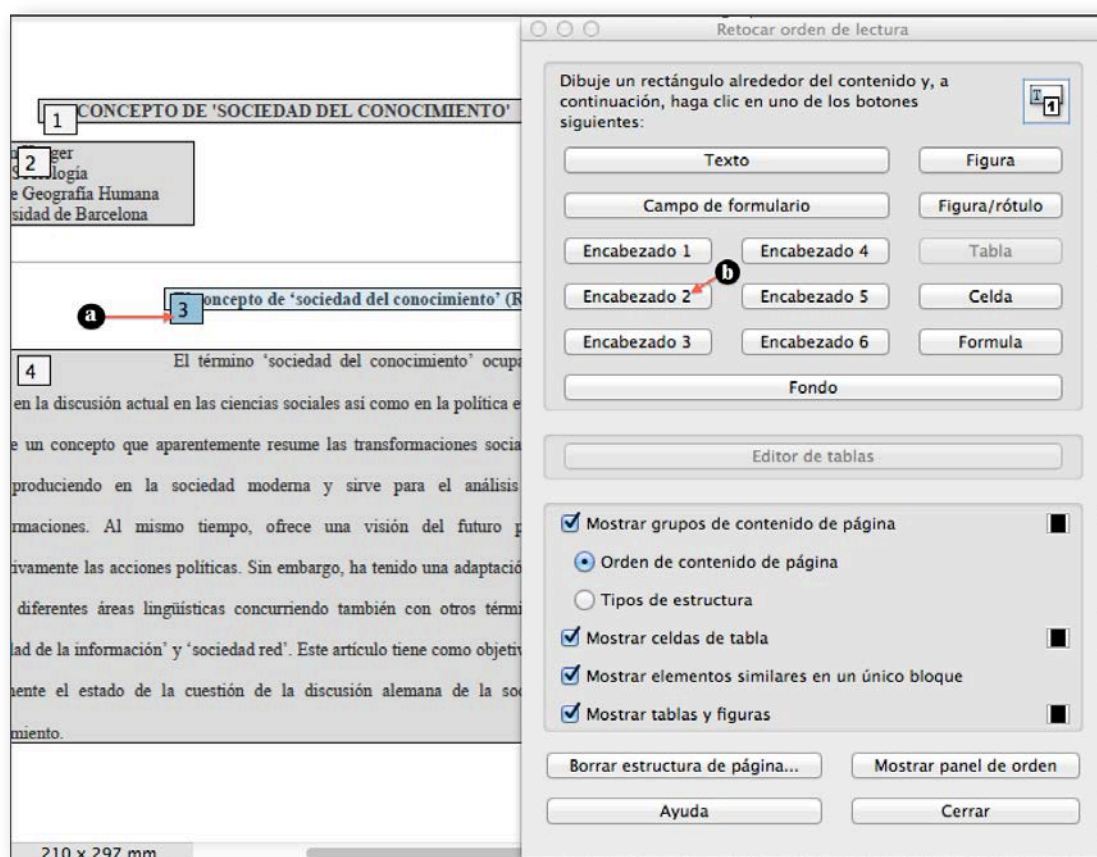 1
CONCEPTO DE 'SOCIEDAD DEL CONOCIMIENTO'
2
e Geografía Humana
sidad de Barcelona
a
3
oncepto de ‘sociedad del conocimiento’ (R
4
El término ‘sociedad del conocimiento’ ocupa
en la discusión actual en las ciencias sociales así como en la política e
e un concepto que aparentemente resume las transformaciones socia
produciendo en la sociedad moderna y sirve para el análisis
rmaciones. Al mismo tiempo, ofrece una visión del futuro p
tivamente las acciones políticas. Sin embargo, ha tenido una adaptació
diferentes áreas lingüísticas concurriendo también con otros térmi
lad de la información’ y ‘sociedad red’. Este artículo tiene como objetiv
ente el estado de la cuestión de la discusión alemana de la so
miento.
210 x 297 mm
Retocar orden de lectura
Dibuje un rectángulo alrededor del contenido y, a
continuación, haga clic en uno de los botones
siguientes:
Texto Figura
Campo de formulario Figura/rótulo
Encabezado 1 Encabezado 4 Tabla
b
Encabezado 2 Encabezado 5 Celda
Encabezado 3 Encabezado 6 Formula
Fondo
Editor de tablas
Mostrar grupos de contenido de página
Orden de contenido de página
Tipos de estructura
Mostrar celdas de tabla
Mostrar elementos similares en un único bloque
Mostrar tablas y figuras
Borrar estructura de página... Mostrar panel de orden
Ayuda Cerrar